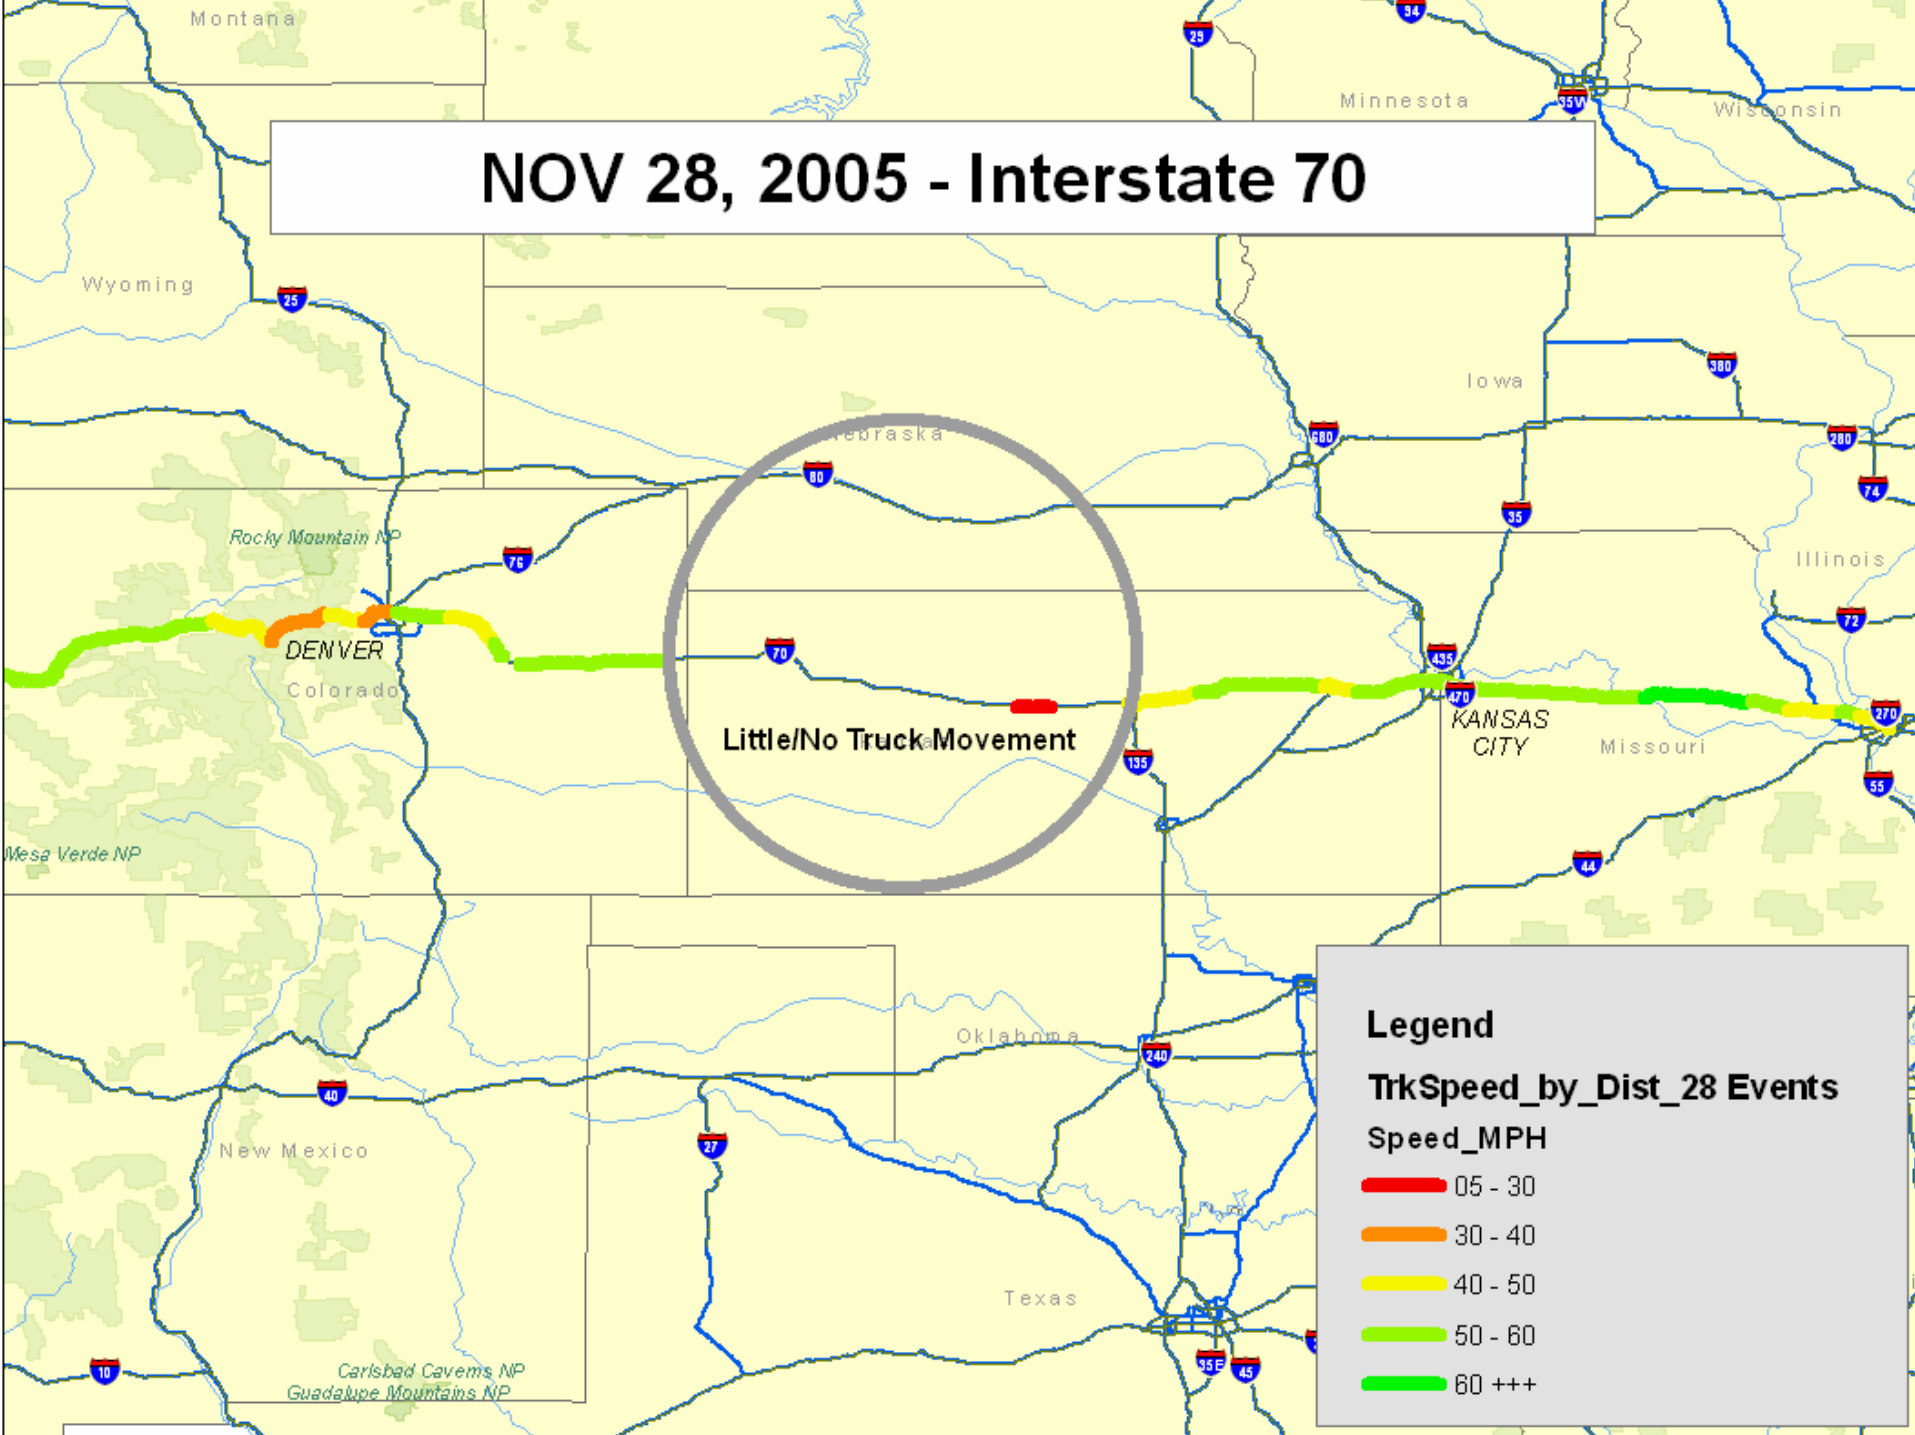 Montana
94
29
Minnesota
35W
Wisconsin
NOV 28, 2005 - Interstate 70
Wyoming
25
380
Iowa
Nebraska
680
280
80
74
35
Rocky Mountain NP
76
Illinois
72
DENVER
70
435
Colorado
470
270
KANSAS
CITY
Little/No Truck Movement
Missouri
135
55
Mesa Verde NP
44
Legend
Oklahoma
240
TrkSpeed_by_Dist_28 Events
40
Speed_MPH
New Mexico
27
05 - 30
30 - 40
40 - 50
Texas
50 - 60
10
Carlsbad Caverns NP
35E
45
Guadalupe Mountains NP
60 +++